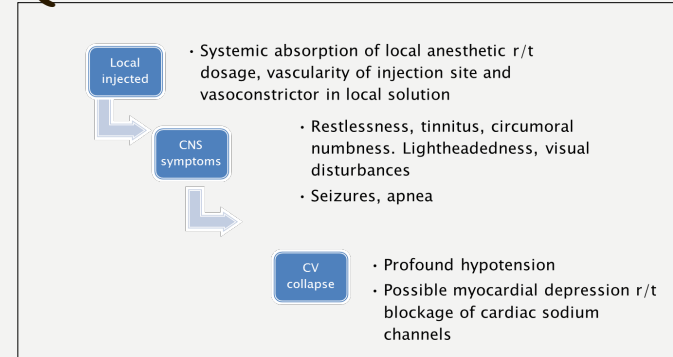 Local
injected
• Systemic absorption of local anesthetic r/t
dosage, vascularity of injection site and
vasoconstrictor in local solution
CNS
symptoms
• Restlessness, tinnitus, circumoral
numbness. Lightheadedness, visual
disturbances
• Seizures, apnea
CV
collapse
• Profound hypotension
• Possible myocardial depression r/t
blockage of cardiac sodium
channels